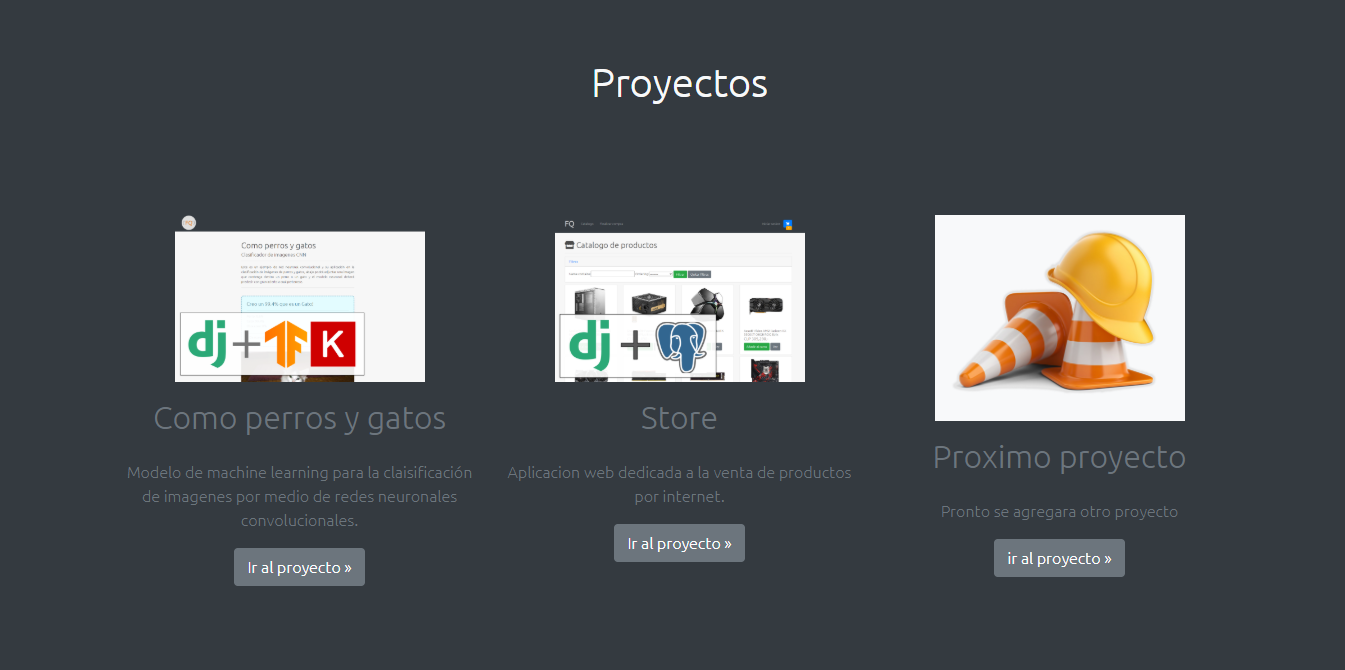 Proyectos
FQ
Como perros y gatos
Clasificador de imagenes CNN
Creo un 99.4% que es un Gato!
dj+
K
Como perros y gatos
Modelo de machine learning para la claisificación
de imagenes por medio de redes neuronales
convolucionales.
Ir al proyecto »
FQ
Catalogo de productos
dj+
Store
Aplicacion web dedicada a la venta de productos
por internet.
Ir al proyecto »
Proximo proyecto
Pronto se agregara otro proyecto
ir al proyecto »